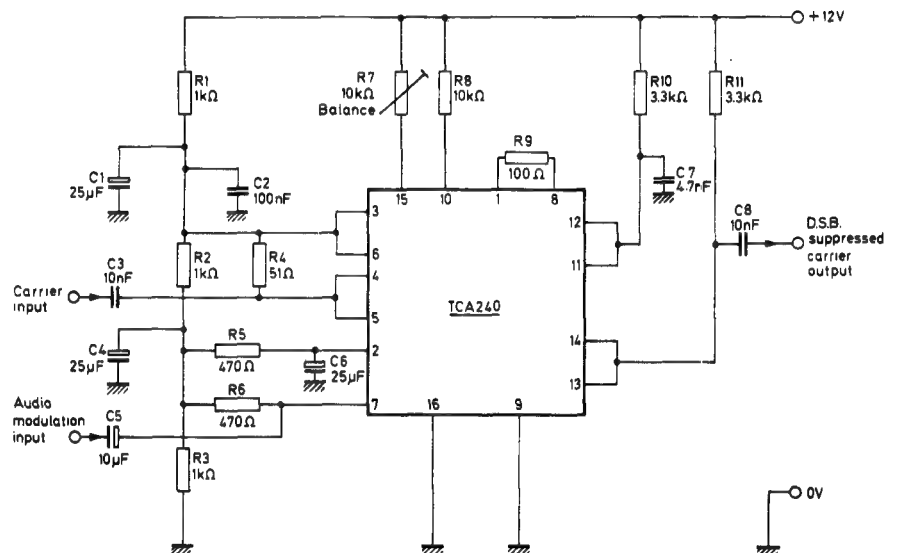 +12V
R1
1kΩ
R7
10kΩ
Balance
R8
10kΩ
R10
3.3kΩ
R11
3.3kΩ
R9
100Ω
C1
25µF
C2
100nF
C7
4.7nF
15
10
1
8
3
6
4
5
2
7
12
11
14
13
16
9
TCA240
C8
10nF
D.S.B.
suppressed
carrier
output
R2
1kΩ
R4
51Ω
C3
10nF
Carrier
input
C4
25µF
R5
470Ω
C6
25µF
R6
470Ω
Audio
modulation
input
C5
10µF
R3
1kΩ
0V